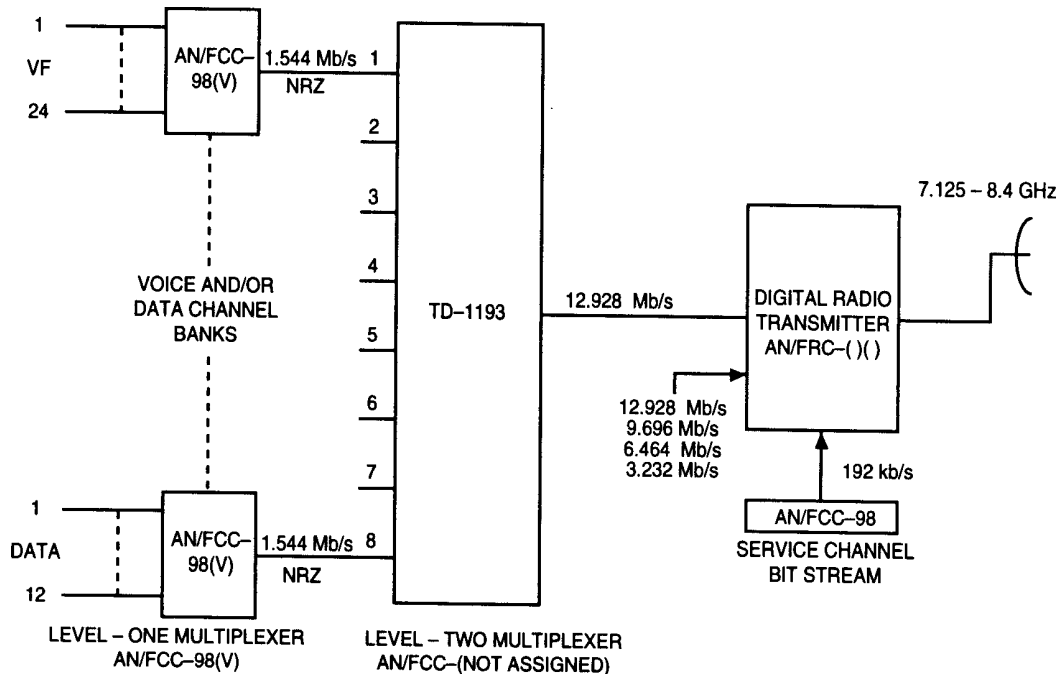 1
VF
24
AN/FCC–
98(V)
1.544 Mb/s
NRZ
1
2
3
4
5
6
7
8
VOICE AND/OR
DATA CHANNEL
BANKS
1
DATA
12
AN/FCC–
98(V)
1.544 Mb/s
NRZ
LEVEL – ONE MULTIPLEXER
AN/FCC–98(V)
TD–1193
LEVEL – TWO MULTIPLEXER
AN/FCC–(NOT ASSIGNED)
12.928 Mb/s
DIGITAL RADIO
TRANSMITTER
AN/FRC–( )( )
7.125 – 8.4 GHz
12.928 Mb/s
9.696 Mb/s
6.464 Mb/s
3.232 Mb/s
192 kb/s
AN/FCC–98
SERVICE CHANNEL
BIT STREAM